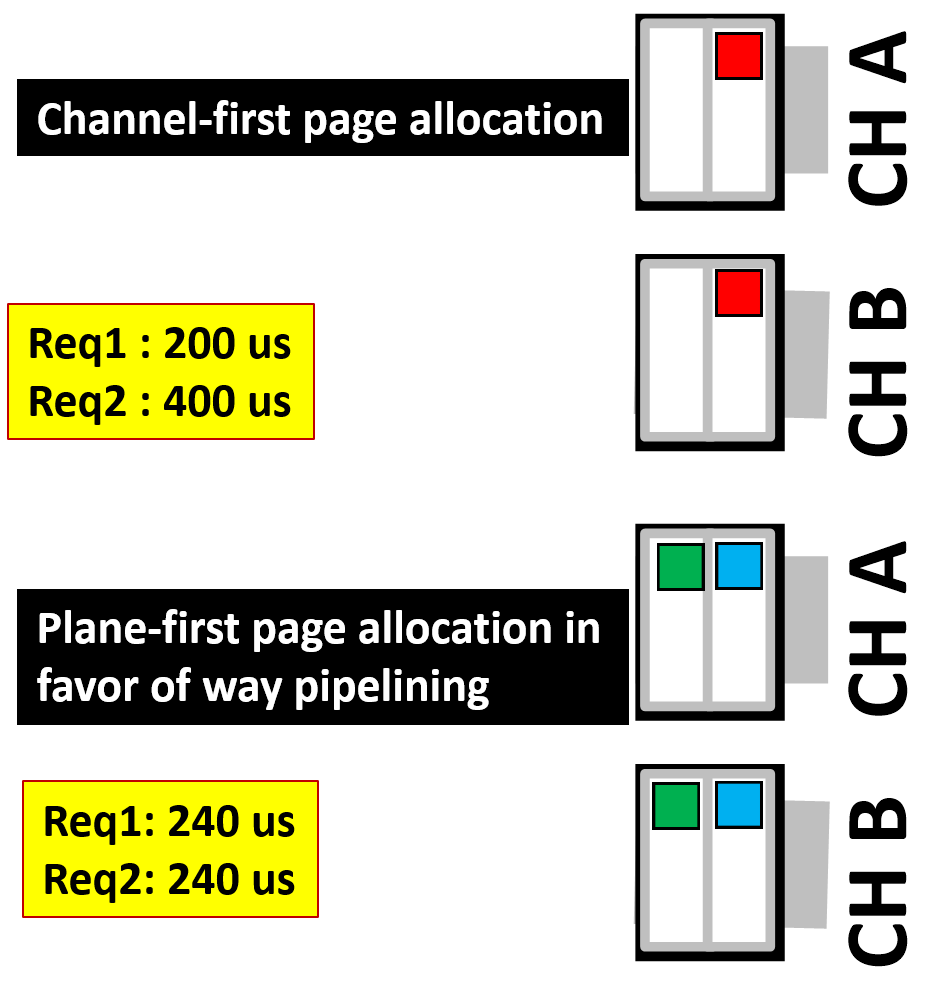 Channel-first page allocation
CH A
Req1 : 200 us
Req2 : 400 us
CH B
Plane-first page allocation in
favor of way pipelining
CH A
Req1: 240 us
Req2: 240 us
CH B